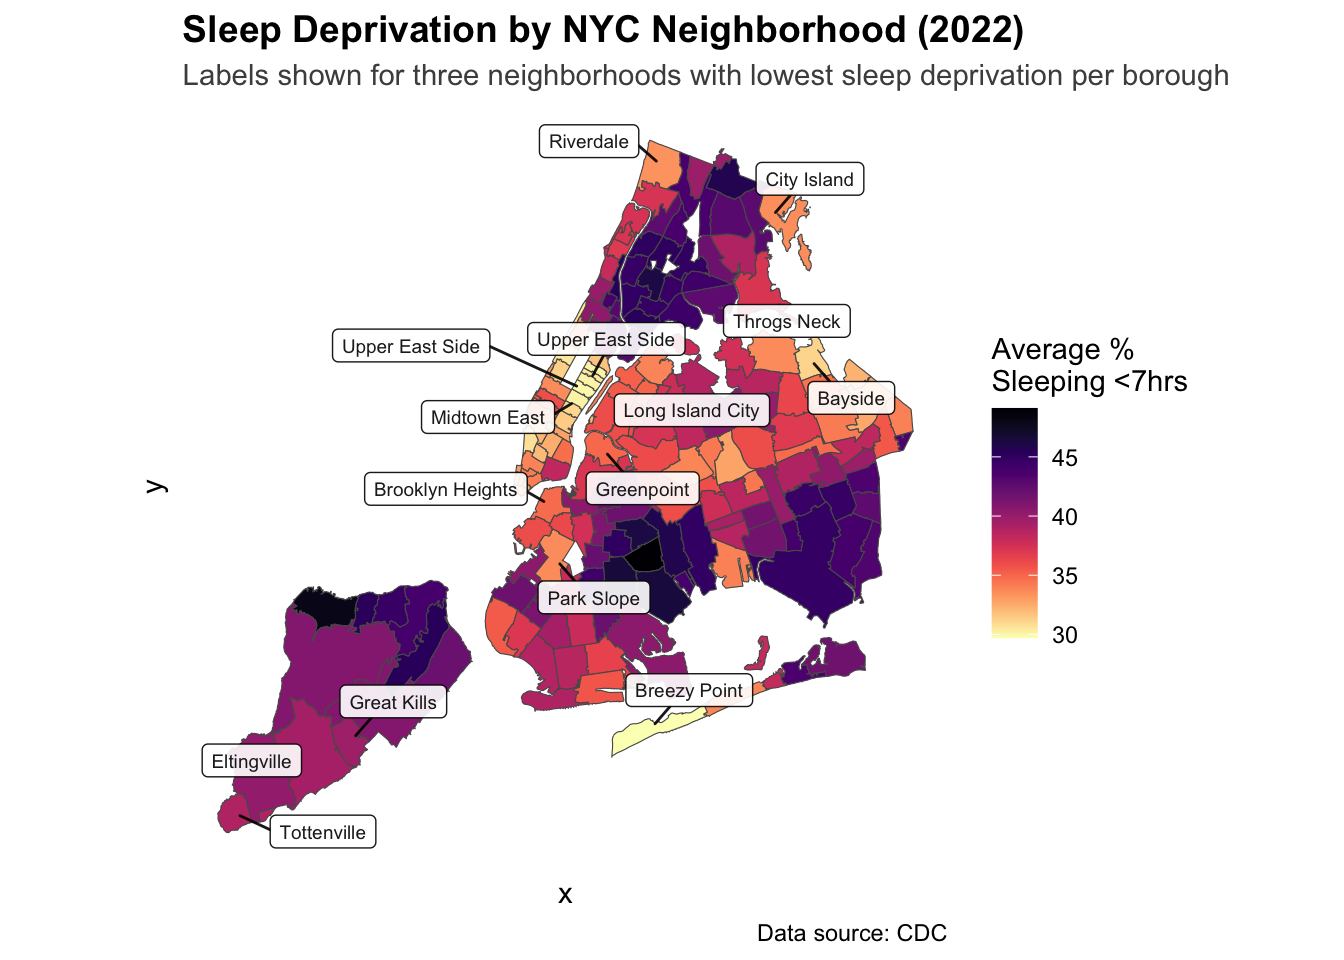 Sleep Deprivation by NYC Neighborhood (2022)
Labels shown for three neighborhoods with lowest sleep deprivation per borough
Riverdale
City Island
Throgs Neck
Upper East Side
Upper East Side
Bayside
Midtown East
Long Island City
Brooklyn Heights
Greenpoint
Park Slope
Breezy Point
Great Kills
Eltingville
Tottenville
y
x
Average %
Sleeping <7hrs
45
40
35
30
Data source: CDC